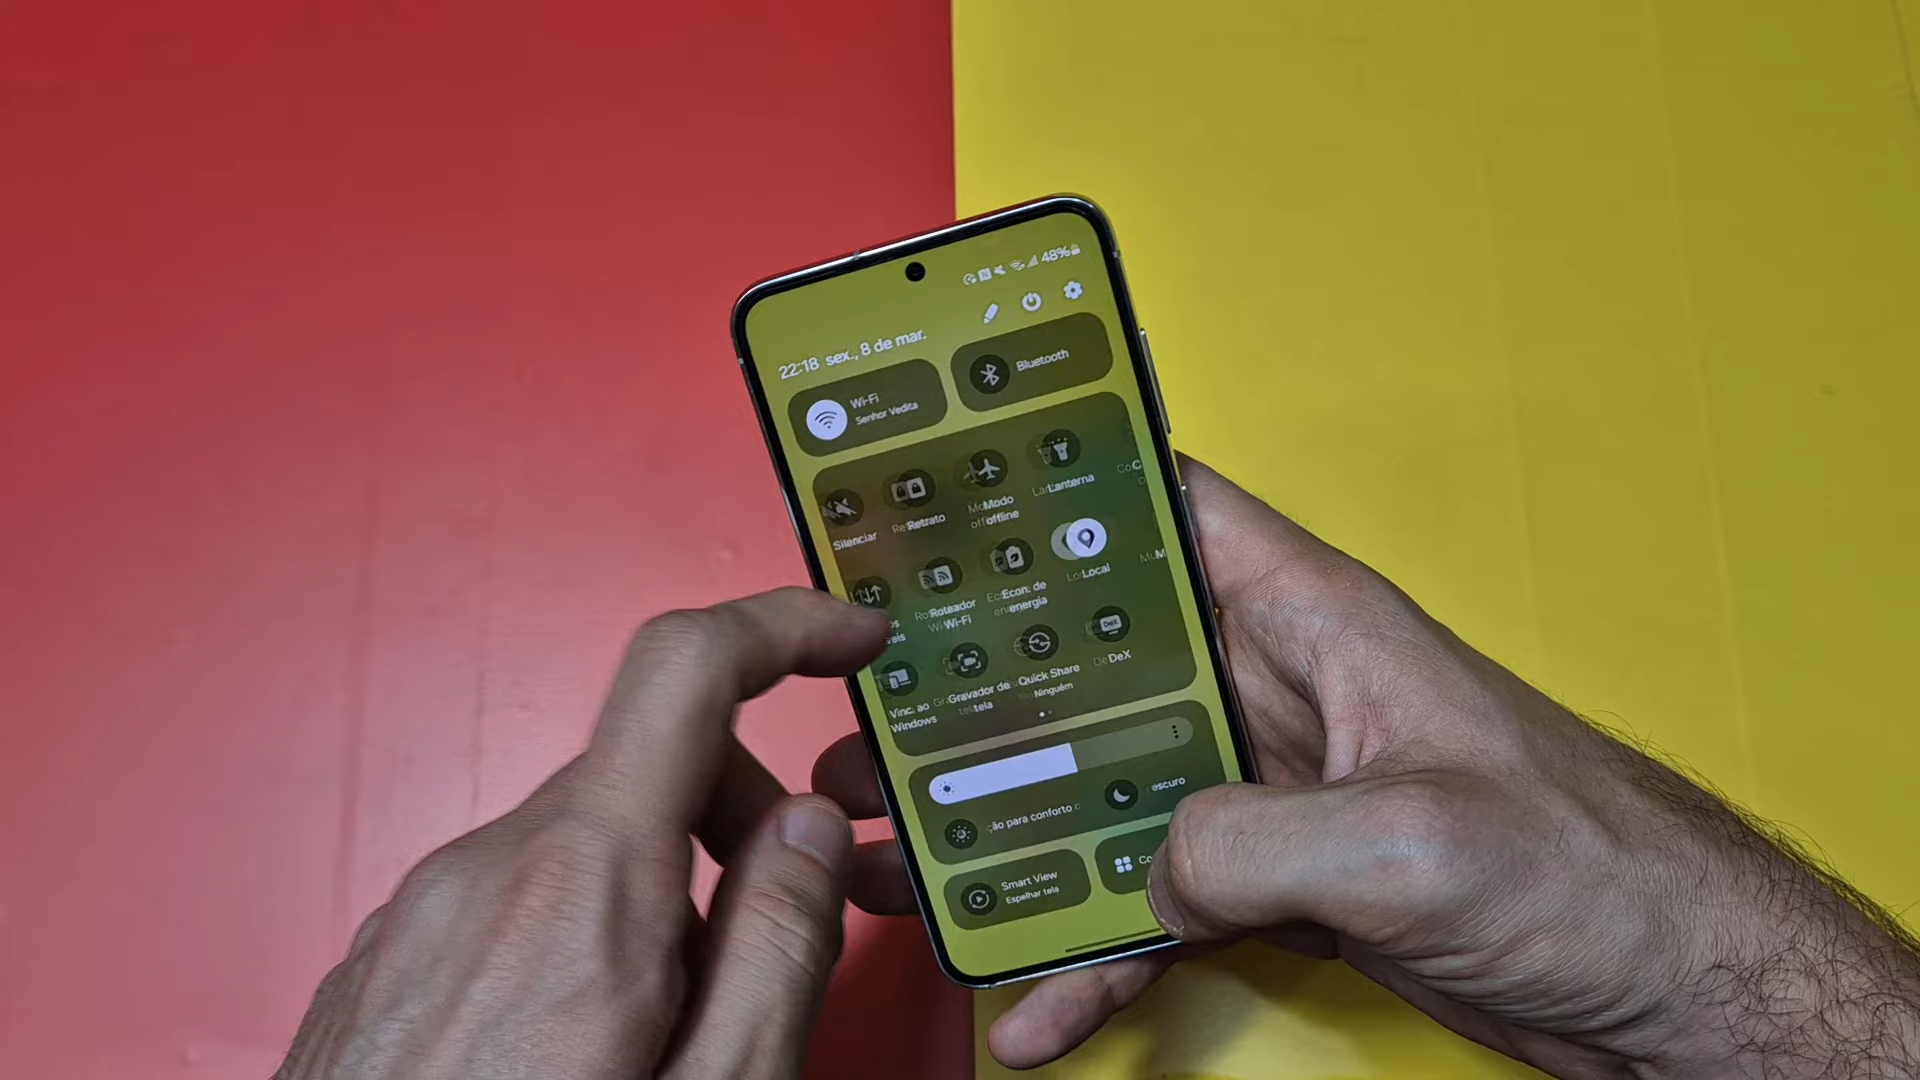 48%
22:18 sex., 8 de mar.
Wi-Fi
Senhor Vedita
Bluetooth
Silenciar
Retrato
Modo
offline
Lanterna
Roteador
Wi-Fi
Econ. de
energia
Local
Vinc. ao
Windows
Gravador de
tela
Quick Share
Ninguém
DeX
DeX
ção para conforto
escuro
Smart View
Espelhar tela